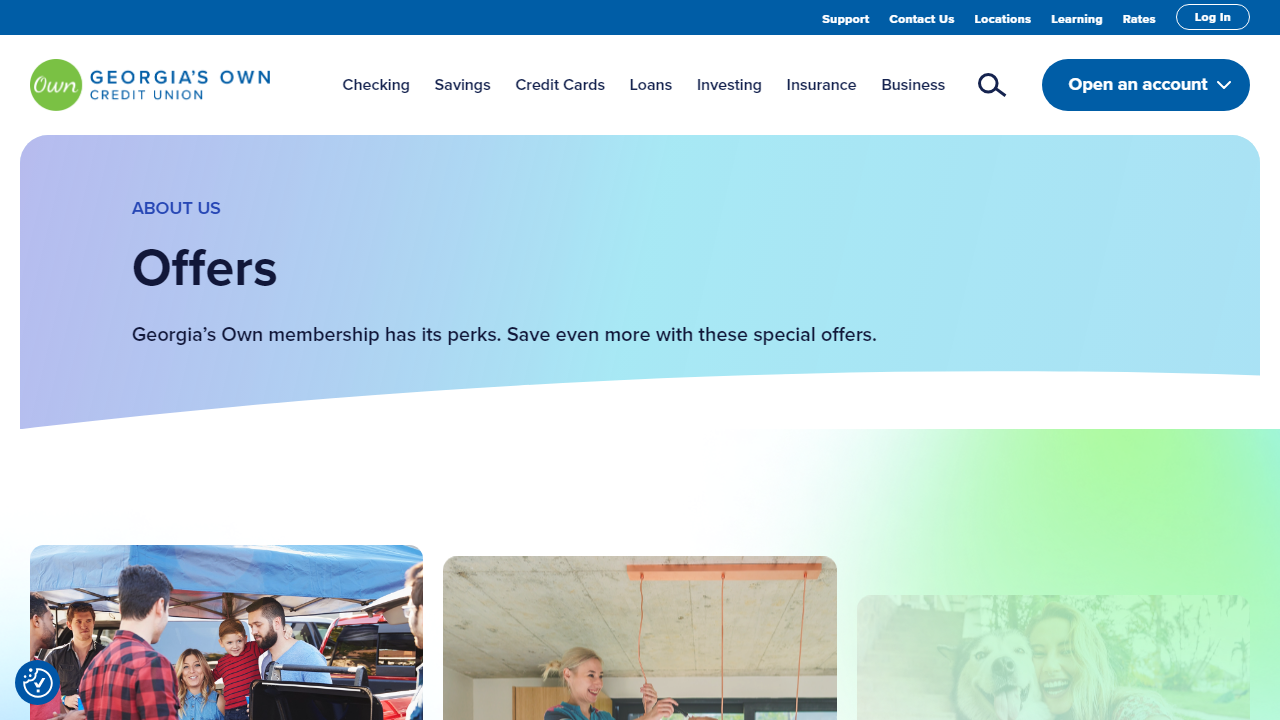 Support Contact Us Locations Learning Rates Log In
Own GEORGIA'S OWN
CREDIT UNION
Checking Savings Credit Cards Loans Investing Insurance Business Open an account
ABOUT US
Offers
Georgia’s Own membership has its perks. Save even more with these special offers.